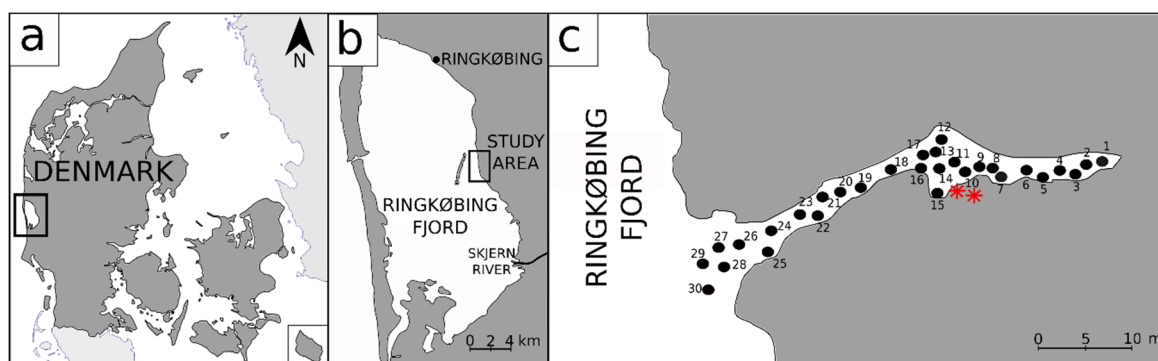 a
N
DENMARK
b
RINGKØBING
STUDY
AREA
RINGKØBING
FJORD
SKJERN
RIVER
0 2 4 km
c
RINGKØBING
FJORD
12
17
13
11
9 8
4
2
1
18
16
14
10
7
6
5
3
15
20
19
23
21
22
24
27
26
25
29
28
30
0 5 10 m